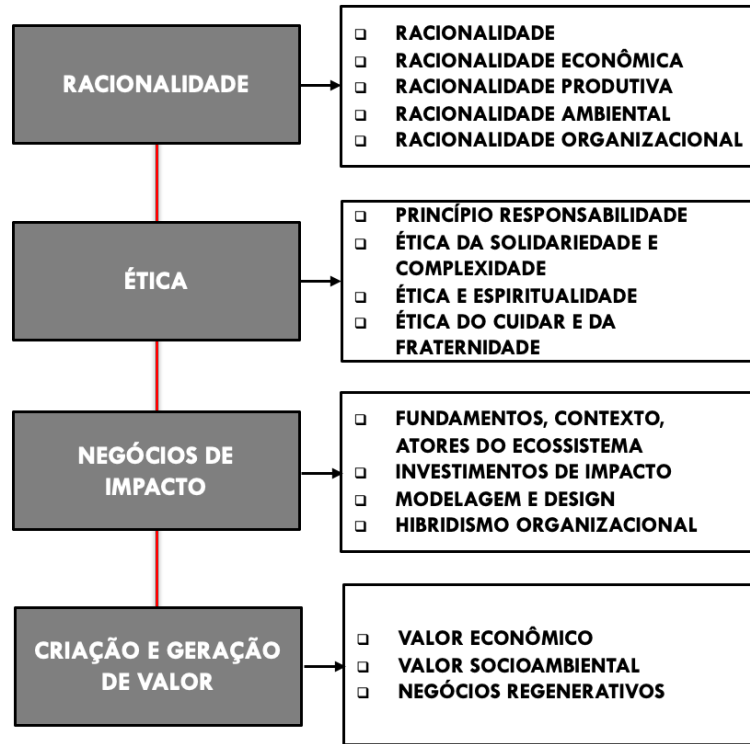 RACIONALIDADE
RACIONALIDADE
RACIONALIDADE ECONÔMICA
RACIONALIDADE PRODUTIVA
RACIONALIDADE AMBIENTAL
RACIONALIDADE ORGANIZACIONAL
ÉTICA
PRINCÍPIO RESPONSABILIDADE
ÉTICA DA SOLIDARIEDADE E
COMPLEXIDADE
ÉTICA E ESPIRITUALIDADE
ÉTICA DO CUIDAR E DA
FRATERNIDADE
NEGÓCIOS DE
IMPACTO
FUNDAMENTOS, CONTEXTO,
ATORES DO ECOSSISTEMA
INVESTIMENTOS DE IMPACTO
MODELAGEM E DESIGN
HIBRIDISMO ORGANIZACIONAL
CRIAÇÃO E GERAÇÃO
DE VALOR
VALOR ECONÔMICO
VALOR SOCIOAMBIENTAL
NEGÓCIOS REGENERATIVOS